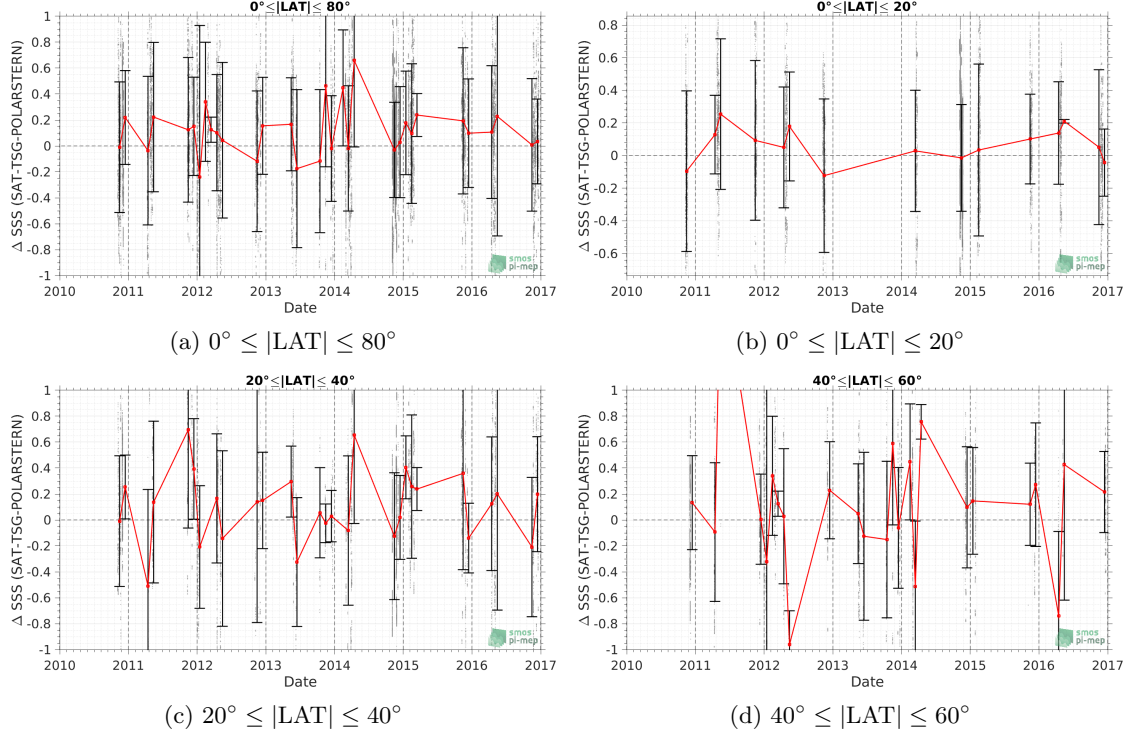 0°≤|LAT|≤ 80°
1
0.8
0.6
0.4
0.2
0
-0.2
-0.4
-0.6
-0.8
-1
Δ SSS (SAT-TSG-POLARSTERN)
2010 2011 2012 2013 2014 2015 2016 2017
Date
smos
pi-mep
(a) 0° ≤ |LAT| ≤ 80°
0°≤|LAT|≤ 20°
0.8
0.6
0.4
0.2
0
-0.2
-0.4
-0.6
Δ SSS (SAT-TSG-POLARSTERN)
2010 2011 2012 2013 2014 2015 2016 2017
Date
smos
pi-mep
(b) 0° ≤ |LAT| ≤ 20°
20°≤|LAT|≤ 40°
1
0.8
0.6
0.4
0.2
0
-0.2
-0.4
-0.6
-0.8
-1
Δ SSS (SAT-TSG-POLARSTERN)
2010 2011 2012 2013 2014 2015 2016 2017
Date
smos
pi-mep
(c) 20° ≤ |LAT| ≤ 40°
40°≤|LAT|≤ 60°
1
0.8
0.6
0.4
0.2
0
-0.2
-0.4
-0.6
-0.8
-1
Δ SSS (SAT-TSG-POLARSTERN)
2010 2011 2012 2013 2014 2015 2016 2017
Date
smos
pi-mep
(d) 40° ≤ |LAT| ≤ 60°